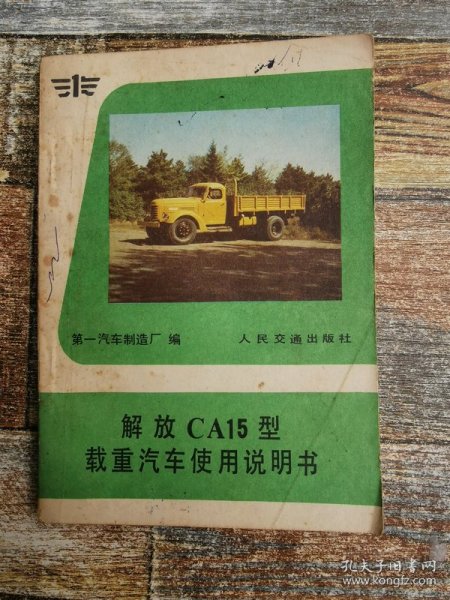 第一汽车制造厂 编 人民交通出版社
解放 CA15 型
载重汽车使用说明书
孔夫子旧书网
www.kongfz.com